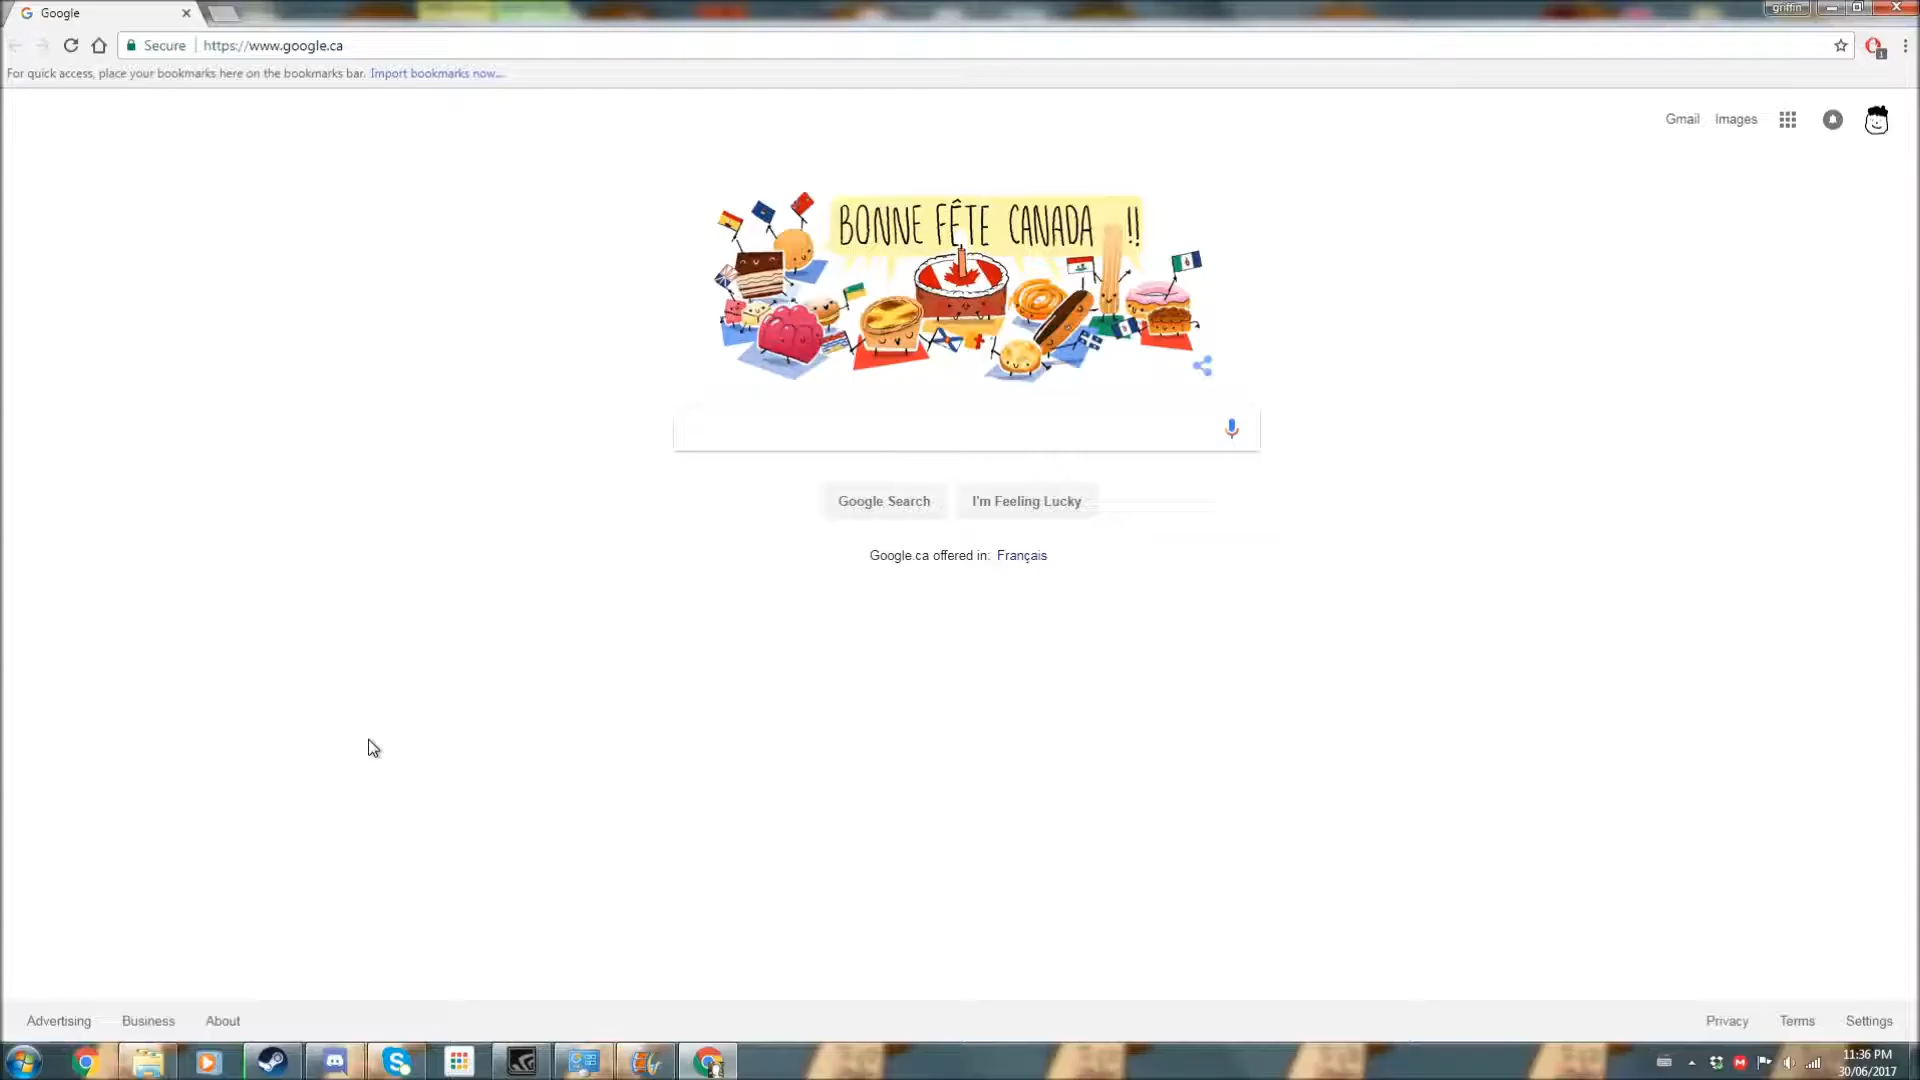 Google
griffin
Secure
https://www.google.ca
1
For quick access, place your bookmarks here on the bookmarks bar. Import bookmarks now...
Gmail Images
BONNE FÊTE CANADA !!
Google Search I'm Feeling Lucky
Google.ca offered in: Français
Advertising Business About
Privacy Terms Settings
11:36 PM
30/06/2017